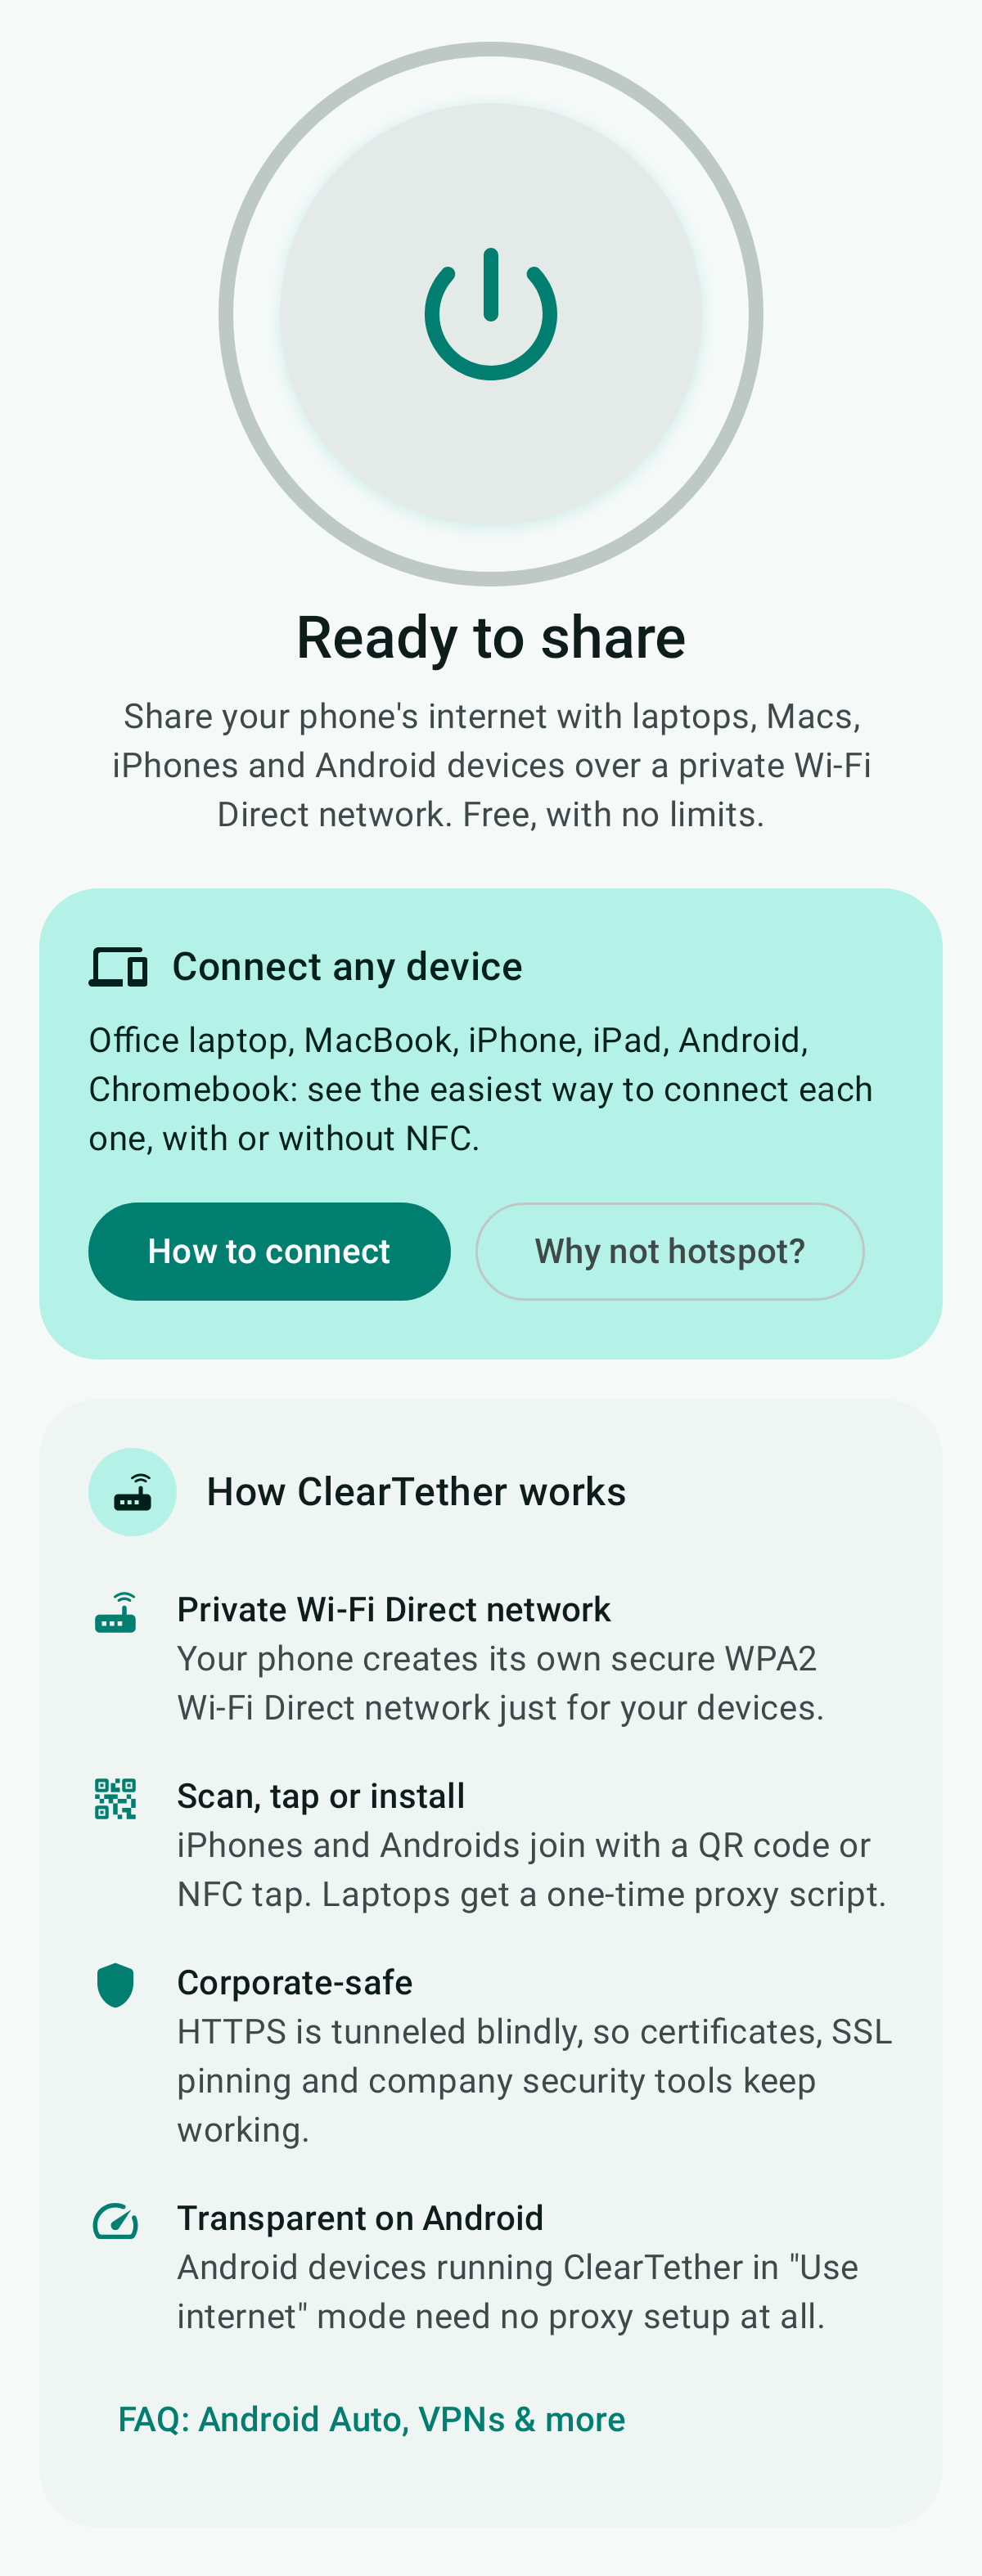 Ready to share
Share your phone's internet with laptops, Macs,
iPhones and Android devices over a private Wi-Fi
Direct network. Free, with no limits.
Connect any device
Office laptop, MacBook, iPhone, iPad, Android,
Chromebook: see the easiest way to connect each
one, with or without NFC.
How to connect
Why not hotspot?
How ClearTether works
Private Wi-Fi Direct network
Your phone creates its own secure WPA2
Wi-Fi Direct network just for your devices.
Scan, tap or install
iPhones and Androids join with a QR code or
NFC tap. Laptops get a one-time proxy script.
Corporate-safe
HTTPS is tunneled blindly, so certificates, SSL
pinning and company security tools keep
working.
Transparent on Android
Android devices running ClearTether in "Use
internet" mode need no proxy setup at all.
FAQ: Android Auto, VPNs & more